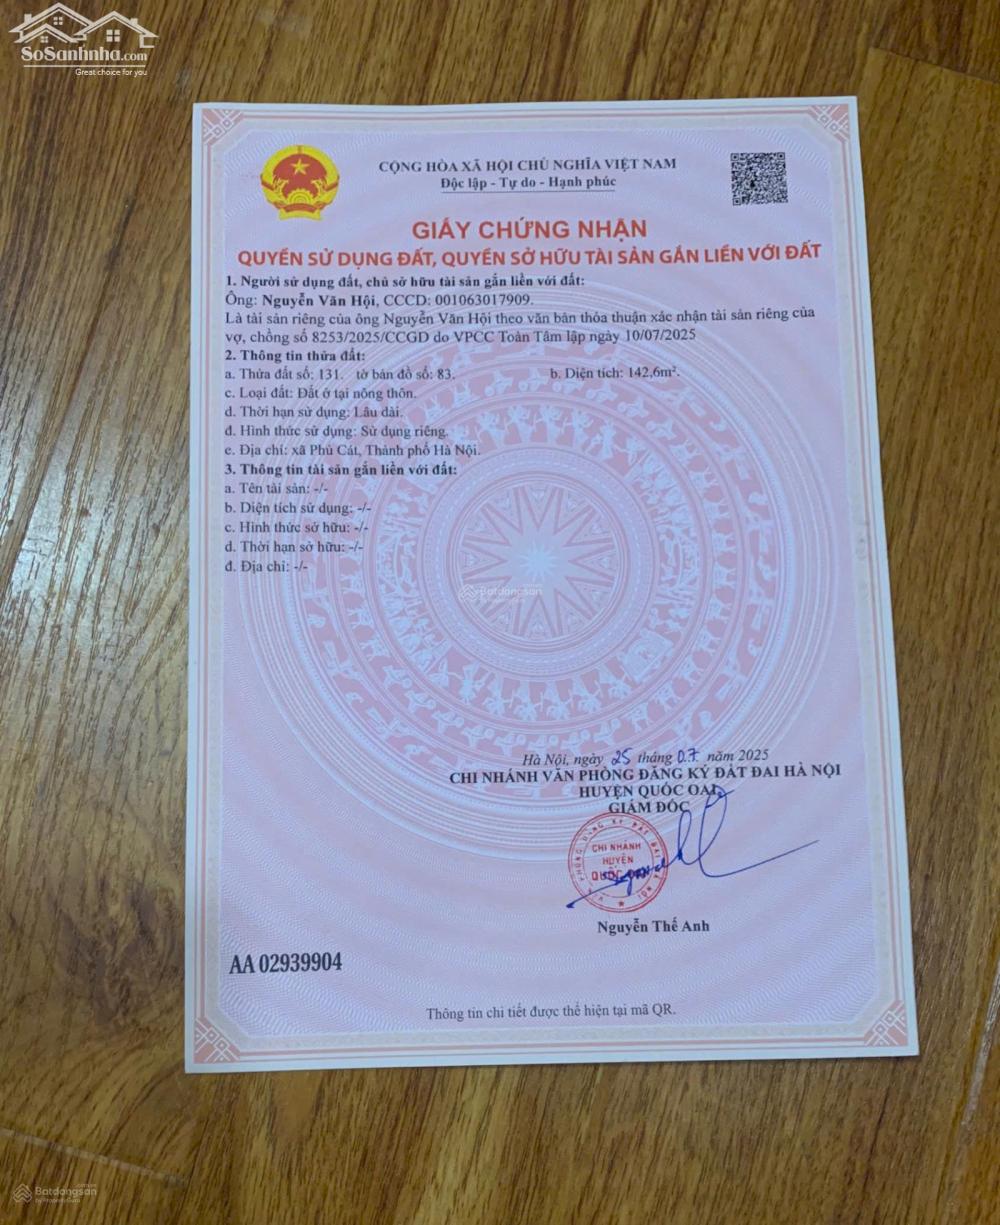 SoSanhnha.com
Great choice for you
CỘNG HÒA XÃ HỘI CHỦ NGHĨA VIỆT NAM
Độc lập - Tự do - Hạnh phúc
GIẤY CHỨNG NHẬN
QUYỀN SỬ DỤNG ĐẤT, QUYỀN SỞ HỮU TÀI SẢN GẮN LIỀN VỚI ĐẤT
1. Người sử dụng đất, chủ sở hữu tài sản gắn liền với đất:
Ông: Nguyễn Văn Hội, CCCD: 001063017909.
Là tài sản riêng của ông Nguyễn Văn Hội theo văn bản thỏa thuận xác nhận tài sản riêng của
vợ, chồng số 8253/2025/CCGD do VPCC Toàn Tâm lập ngày 10/07/2025
2. Thông tin thửa đất:
a. Thửa đất số: 131. tờ bản đồ số: 83. b. Diện tích: 142,6m².
c. Loại đất: Đất ở tại nông thôn.
d. Thời hạn sử dụng: Lâu dài.
đ. Hình thức sử dụng: Sử dụng riêng.
e. Địa chỉ: xã Phú Cát, Thành phố Hà Nội.
3. Thông tin tài sản gắn liền với đất:
a. Tên tài sản: -/-
b. Diện tích sử dụng: -/-
c. Hình thức sở hữu: -/-
d. Thời hạn sở hữu: -/-
đ. Địa chỉ: -/-
Batdongsan
Hà Nội, ngày 25 tháng 07 năm 2025
CHI NHÁNH VĂN PHÒNG ĐĂNG KÝ ĐẤT ĐAI HÀ NỘI
HUYỆN QUỐC OAI
GIÁM ĐỐC
CHI NHÁNH
HUYỆN
QUỐC OAI
Nguyễn Thế Anh
AA 02939904
Thông tin chi tiết được thể hiện tại mã QR.
Batdongsan
by PropertyGuru